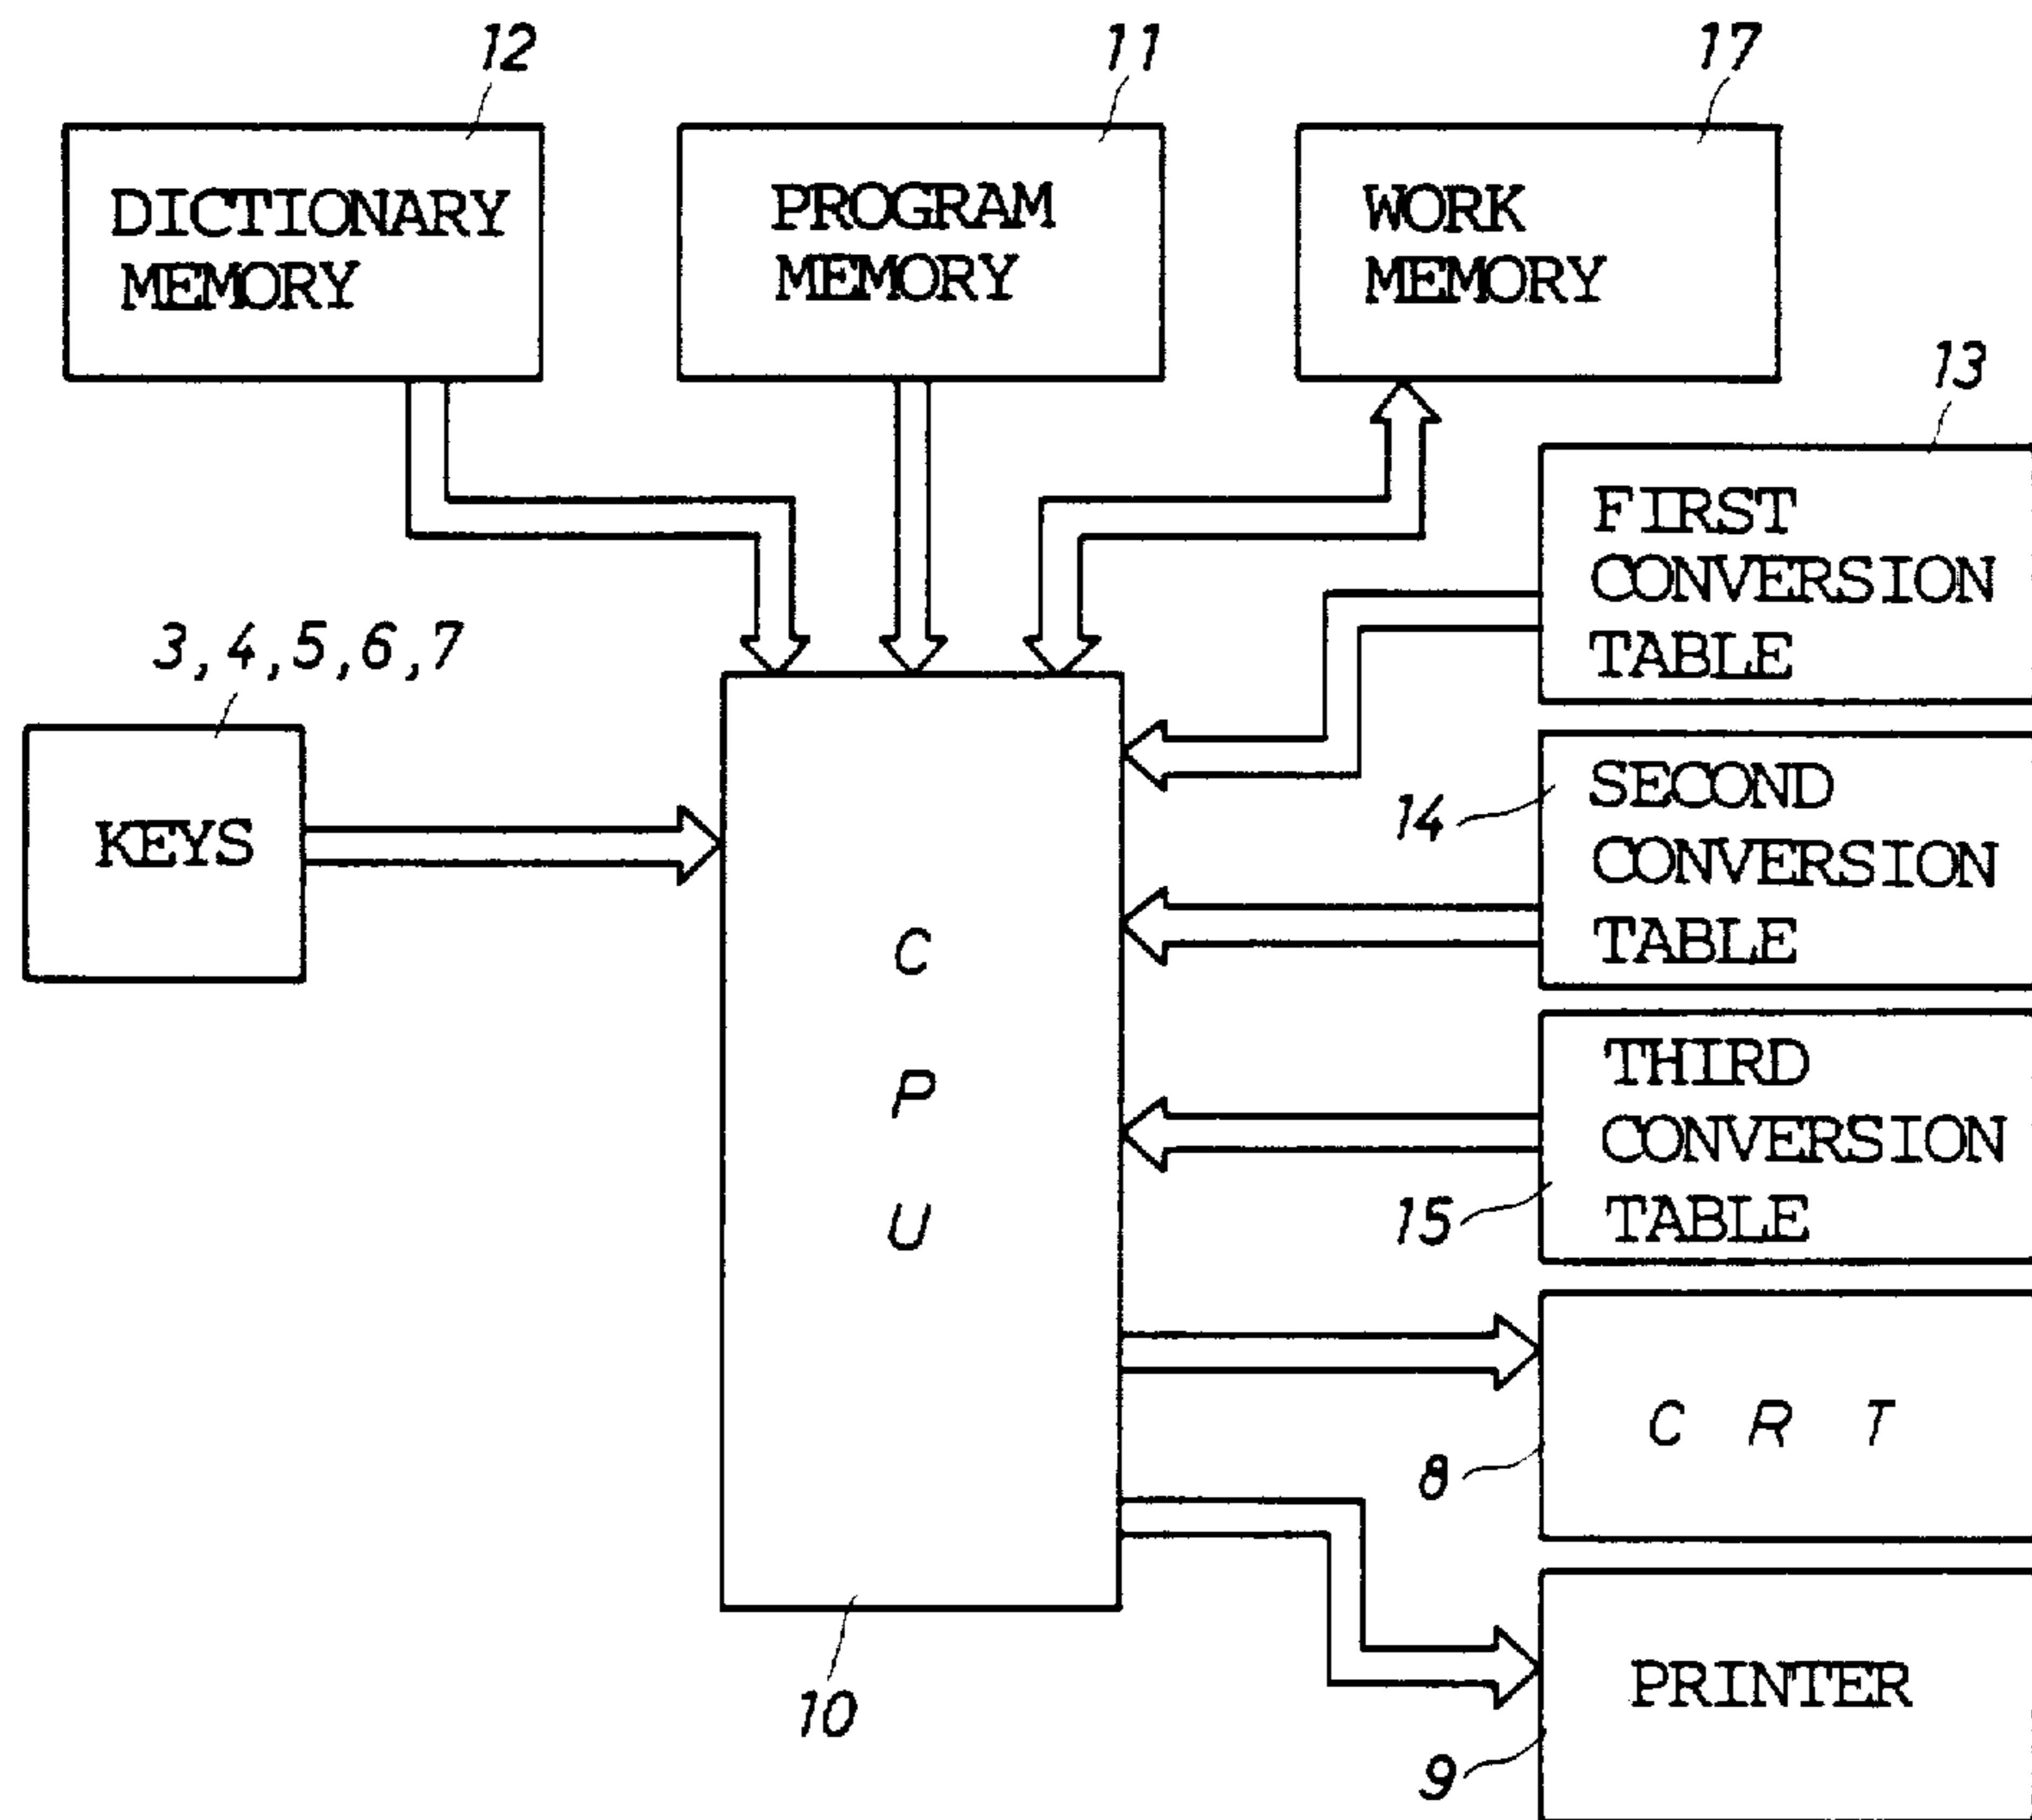 12
11
17
DICTIONARY
MEMORY
PROGRAM
MEMORY
WORK
MEMORY
13
FIRST
CONVERSION
TABLE
3, 4, 5, 6, 7
KEYS
14
SECOND
CONVERSION
TABLE
C
P
U
15
THIRD
CONVERSION
TABLE
8
C R T
10
9
PRINTER